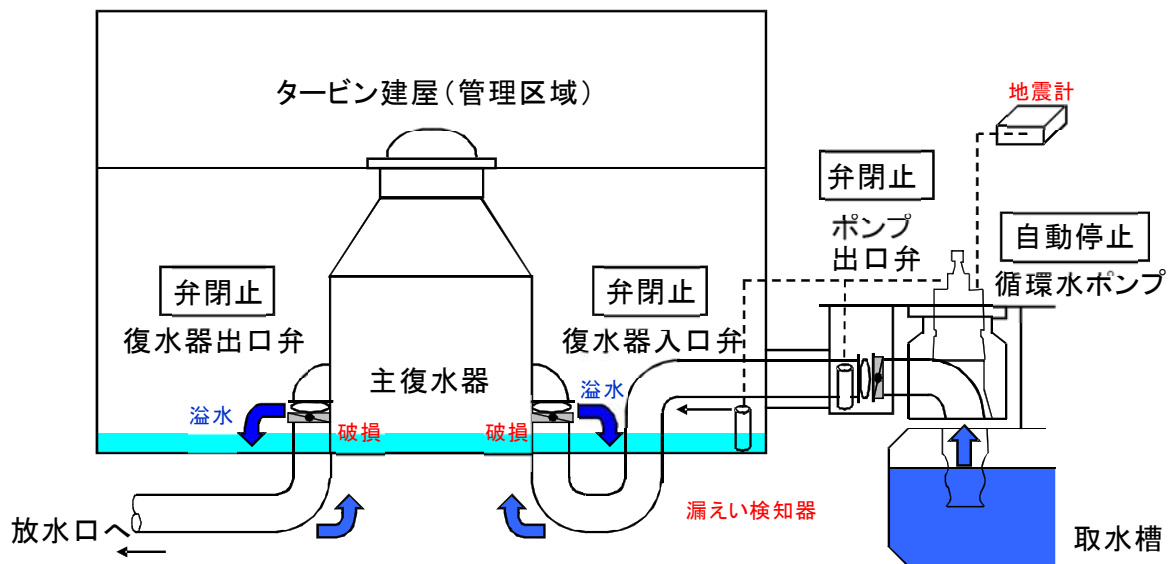 タービン建屋（管理区域）
地震計
弁閉止
ポンプ
出口弁
自動停止
循環水ポンプ
弁閉止
復水器出口弁
弁閉止
復水器入口弁
主復水器
溢水
溢水
破損
破損
漏えい検知器
放水口へ
取水槽